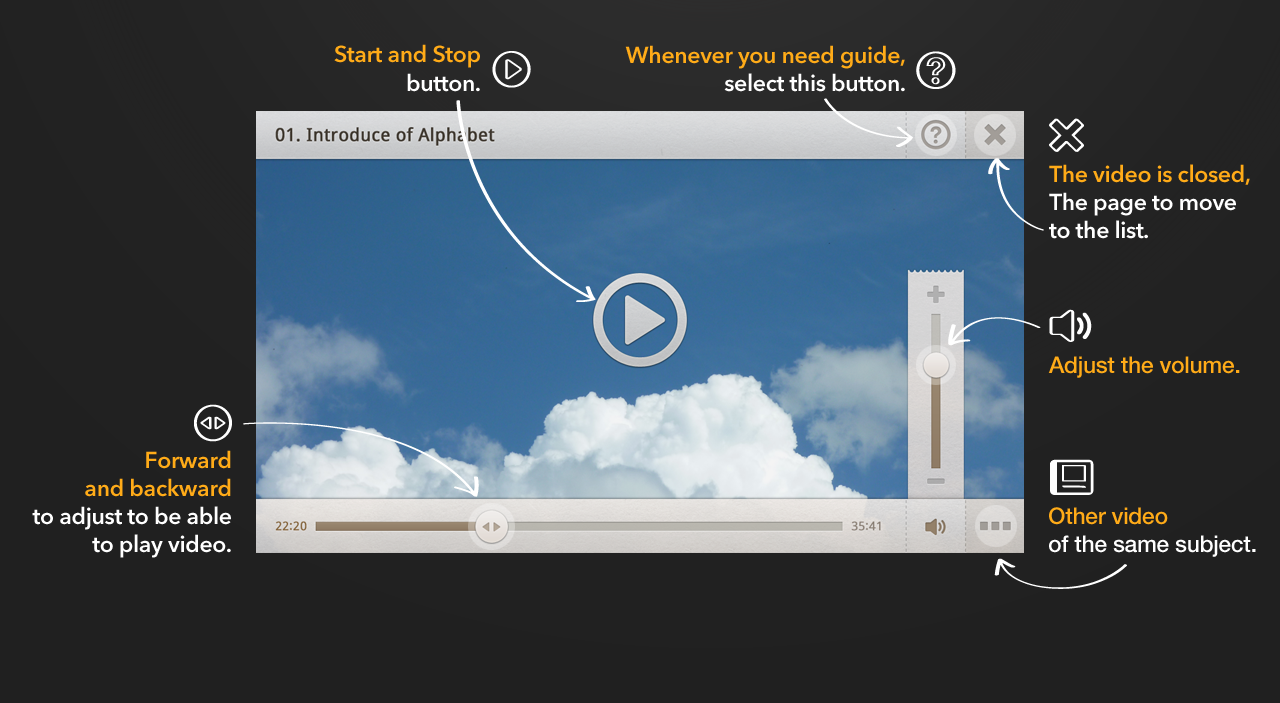 Start and Stop
button.
Whenever you need guide,
select this button.
01. Introduce of Alphabet
The video is closed,
The page to move
to the list.
Adjust the volume.
Forward
and backward
to adjust to be able
to play video.
22:20
35:41
Other video
of the same subject.